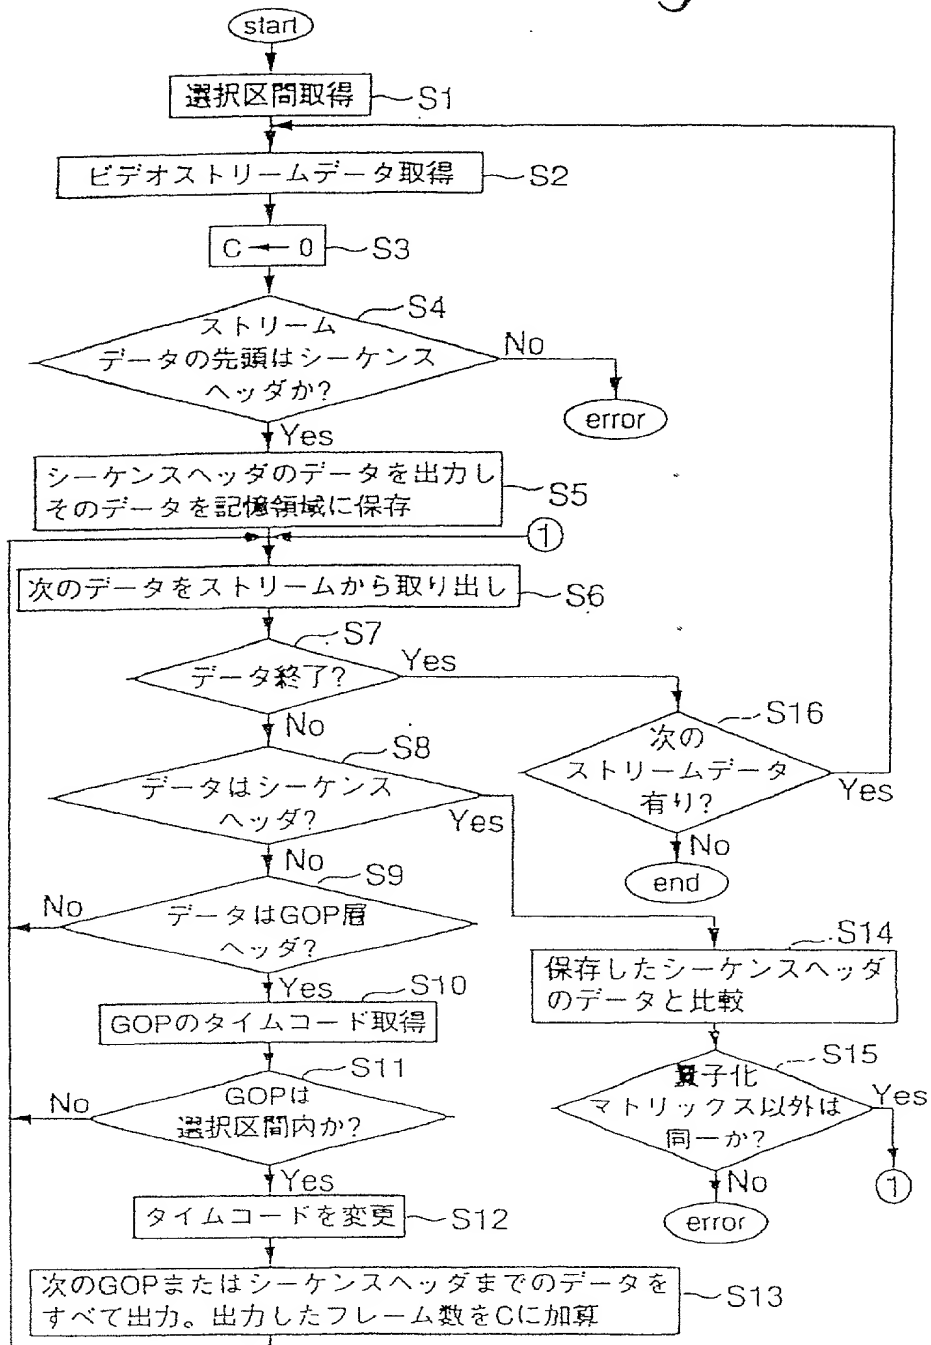 start
選択区間取得
S1
ビデオストリームデータ取得
S2
C ← 0
S3
S4
ストリーム
データの先頭はシーケンス
ヘッダか?
No
error
Yes
シーケンスヘッダのデータを出力し
そのデータを記憶領域に保存
S5
①
次のデータをストリームから取り出し
S6
S7
データ終了?
Yes
No
S16
次の
ストリームデータ
有り?
Yes
No
end
S8
データはシーケンス
ヘッダ?
Yes
No
S9
データはGOP層
ヘッダ?
No
Yes
S10
GOPのタイムコード取得
S11
GOPは
選択区間内か?
No
Yes
タイムコードを変更
S12
次のGOPまたはシーケンスヘッダまでのデータを
すべて出力。出力したフレーム数をCに加算
S13
S14
保存したシーケンスヘッダ
のデータと比較
S15
量子化
マトリックス以外は
同一か?
Yes
①
No
error